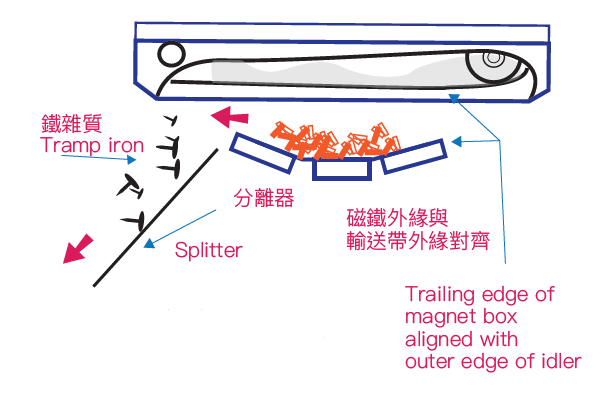 鐵雜質
Tramp iron
分離器
Splitter
磁鐵外緣與
輸送帶外緣對齊
Trailing edge of
magnet box
aligned with
outer edge of idler